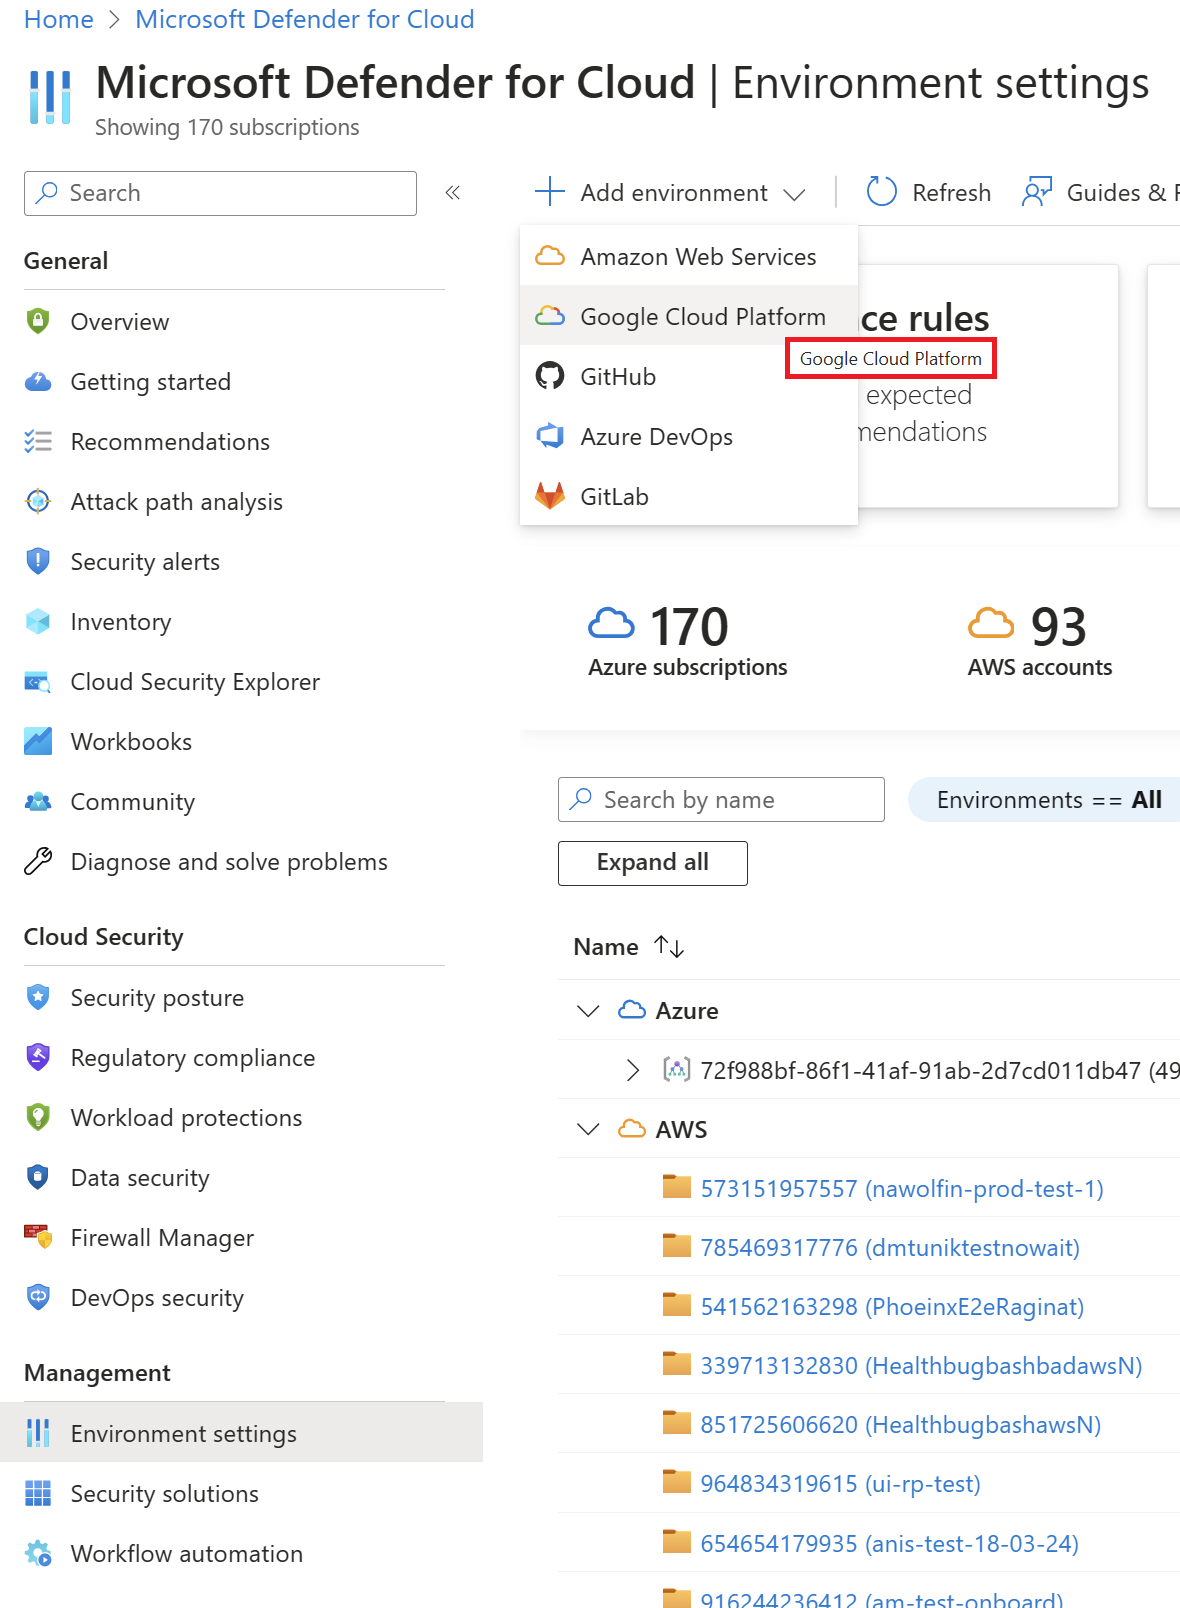 Home > Microsoft Defender for Cloud
Microsoft Defender for Cloud | Environment settings
Showing 170 subscriptions
Search
«
General
Overview
Getting started
Recommendations
Attack path analysis
Security alerts
Inventory
Cloud Security Explorer
Workbooks
Community
Diagnose and solve problems
Cloud Security
Security posture
Regulatory compliance
Workload protections
Data security
Firewall Manager
DevOps security
Management
Environment settings
Security solutions
Workflow automation
Add environment
Refresh
Guides &
Amazon Web Services
Google Cloud Platform
GitHub
Azure DevOps
GitLab
Google Cloud Platform
ce rules
expected
mendations
170
Azure subscriptions
93
AWS accounts
Search by name
Environments == All
Expand all
Name ↑↓
Azure
72f988bf-86f1-41af-91ab-2d7cd011db47 (49
AWS
573151957557 (nawolfin-prod-test-1)
785469317776 (dmtuniktestnowait)
541562163298 (PhoeinxE2eRaginat)
339713132830 (HealthbugbashbadawsN)
851725606620 (HealthbugbashawsN)
964834319615 (ui-rp-test)
654654179935 (anis-test-18-03-24)
916244236412 (am-test-onboard)